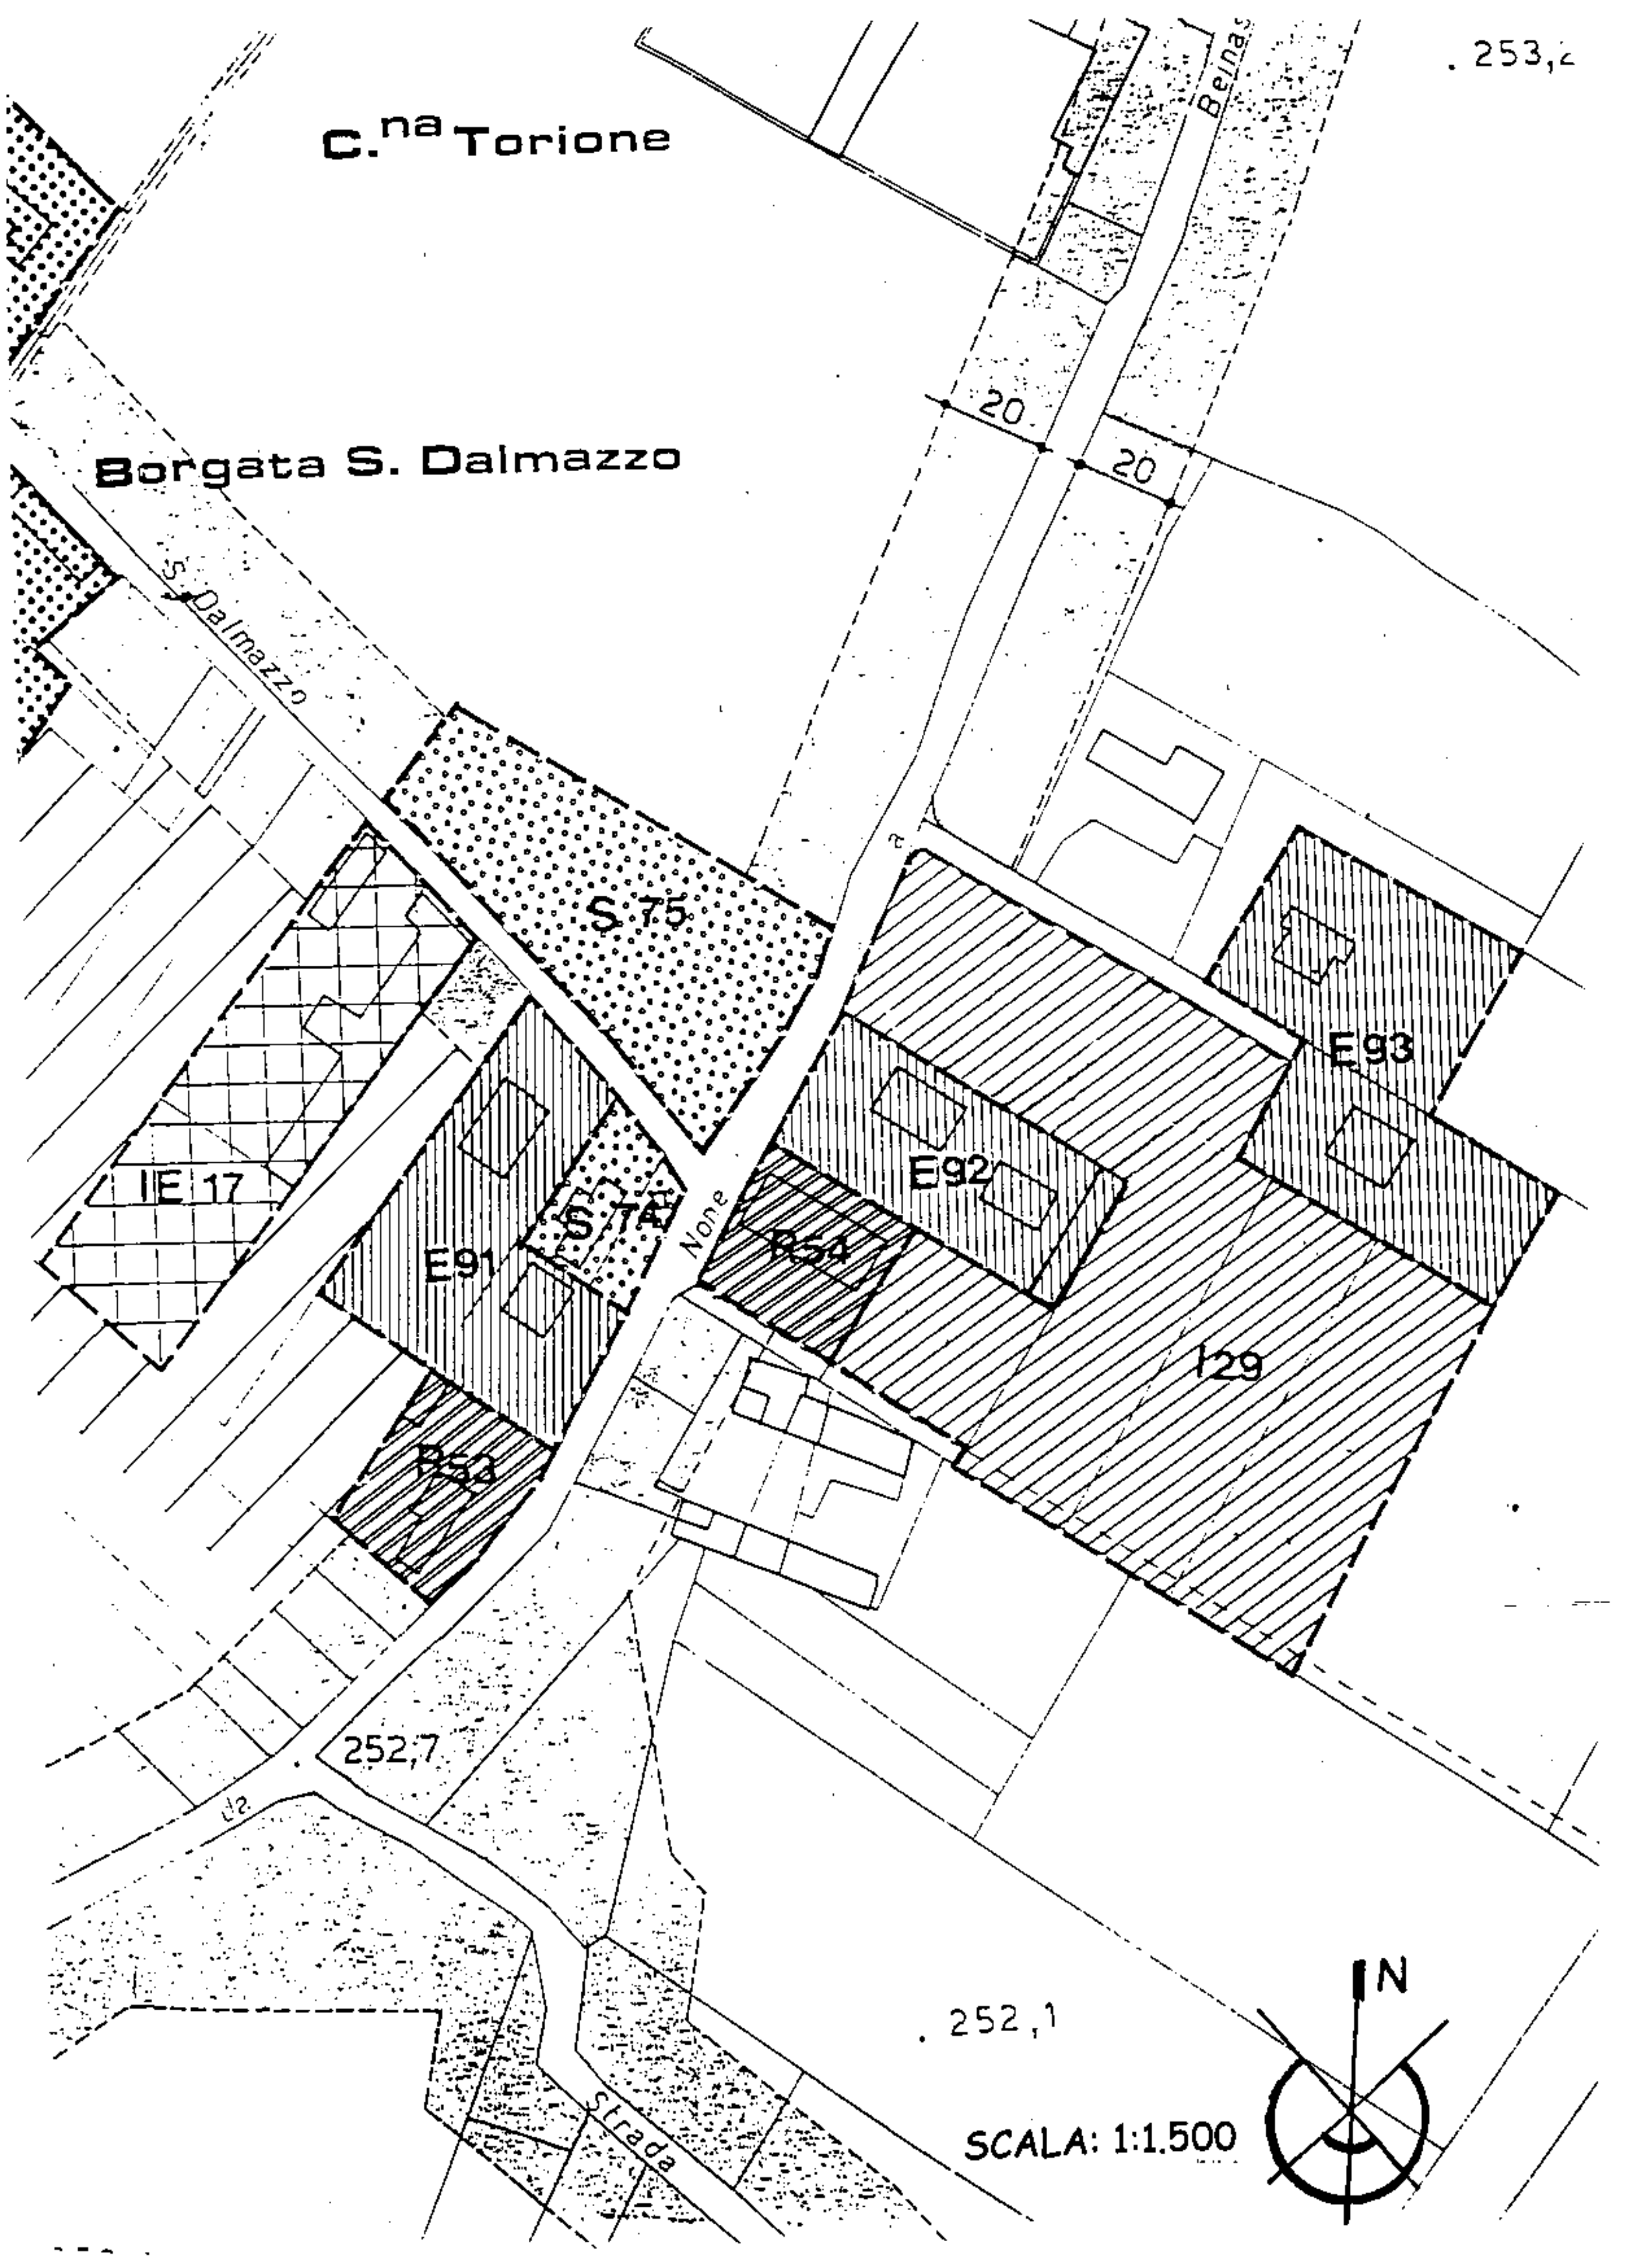 Beinas
. 253,2
C.na Torione
20
20
Borgata S. Dalmazzo
S. Dalmazzo
a
S 75
E93
IE 17
E92
S 74
None
R54
E91
I29
R53
252,7
da
N
. 252,1
Strada
SCALA: 1:1.500